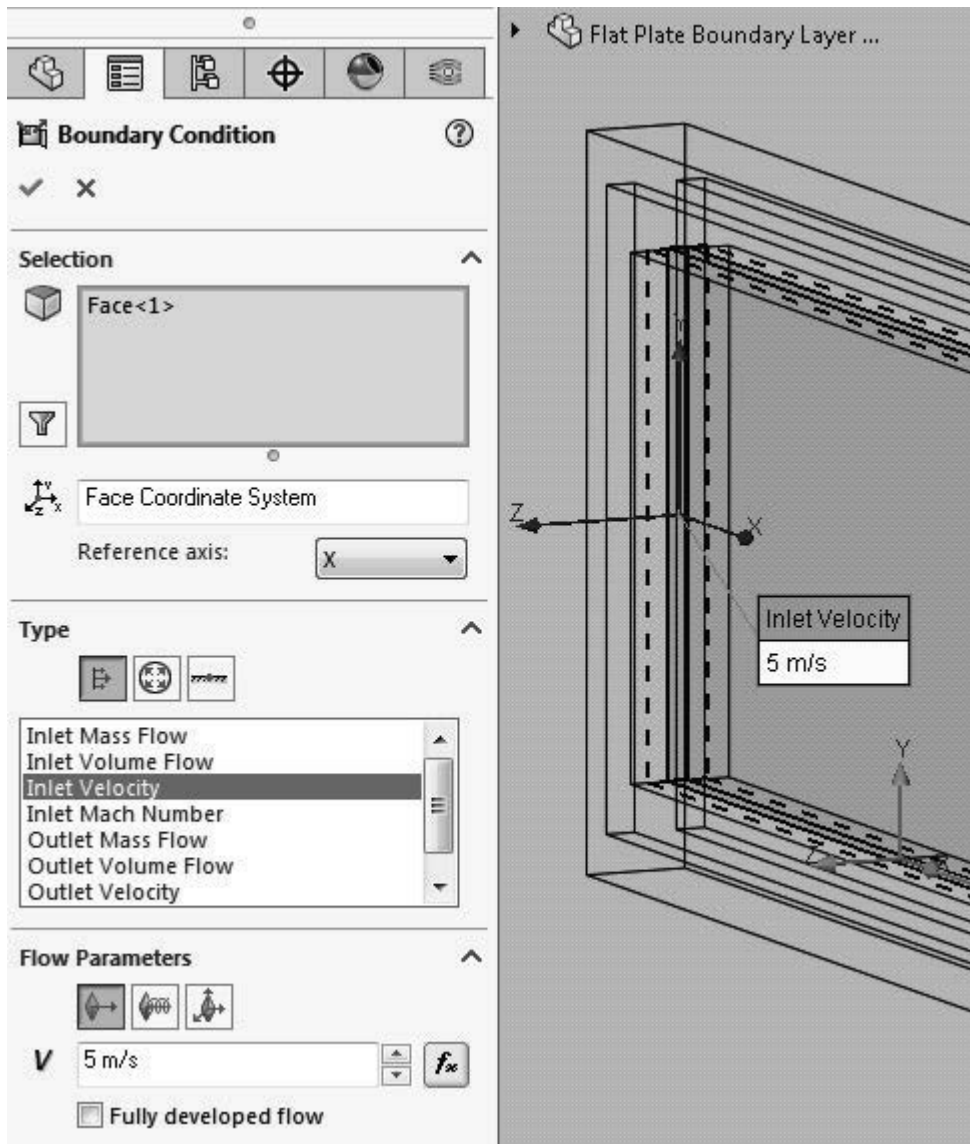 Flat Plate Boundary Layer ...
Boundary Condition
Selection
Face<1>
Face Coordinate System
Reference axis:
X
Type
Inlet Mass Flow
Inlet Volume Flow
Inlet Velocity
Inlet Mach Number
Outlet Mass Flow
Outlet Volume Flow
Outlet Velocity
Flow Parameters
V
5 m/s
fx
Fully developed flow
Y
Z
X
Inlet Velocity
5 m/s
Y
Z